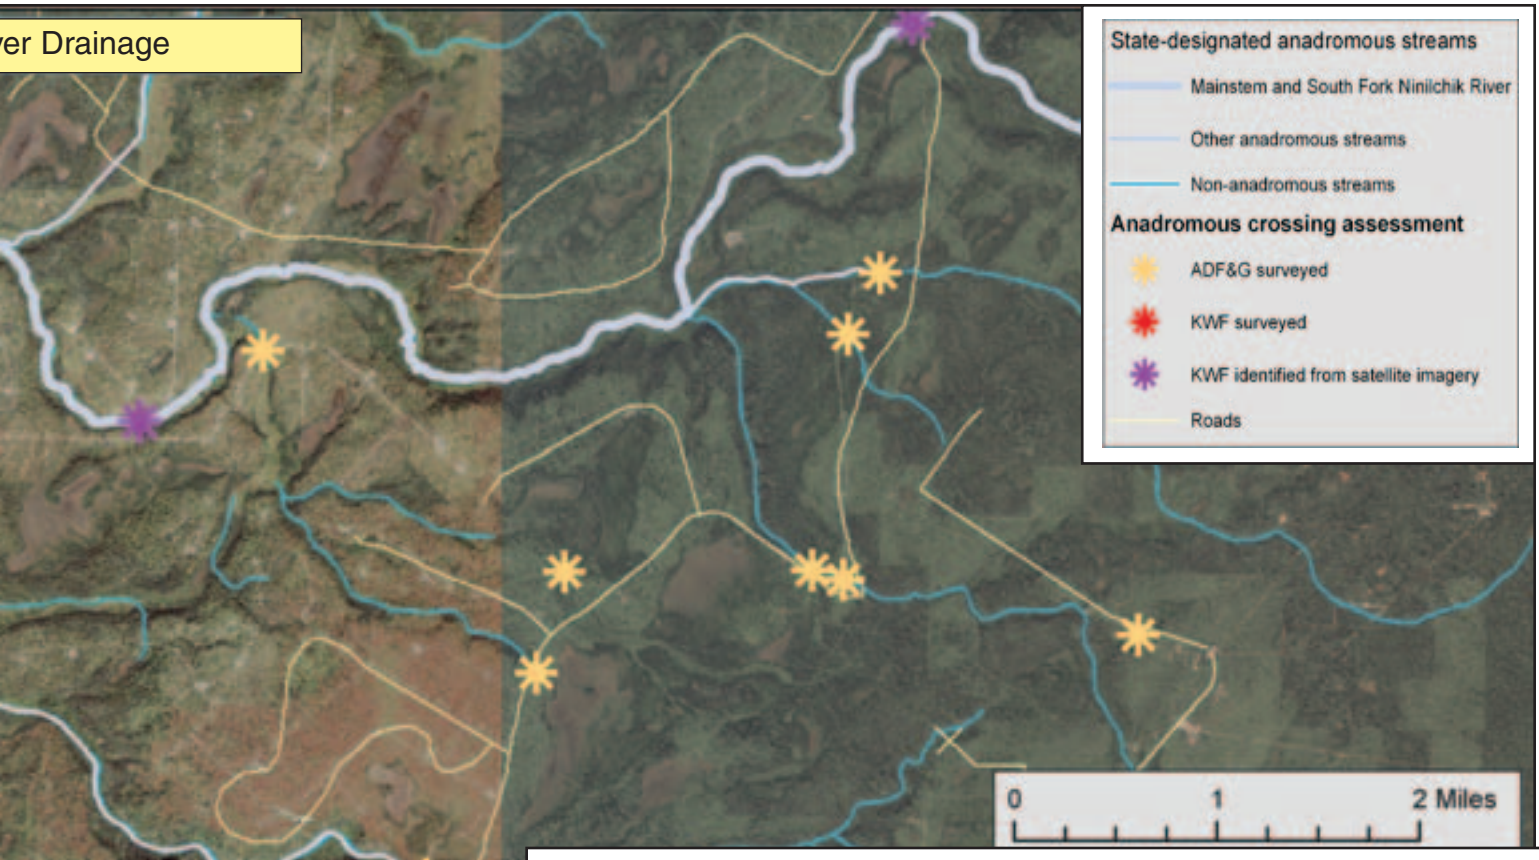 ver Drainage
State-designated anadromous streams
Mainstem and South Fork Ninilchik River
Other anadromous streams
Non-anadromous streams
Anadromous crossing assessment
ADF&G surveyed
KWF surveyed
KWF identified from satellite imagery
Roads
0 1 2 Miles